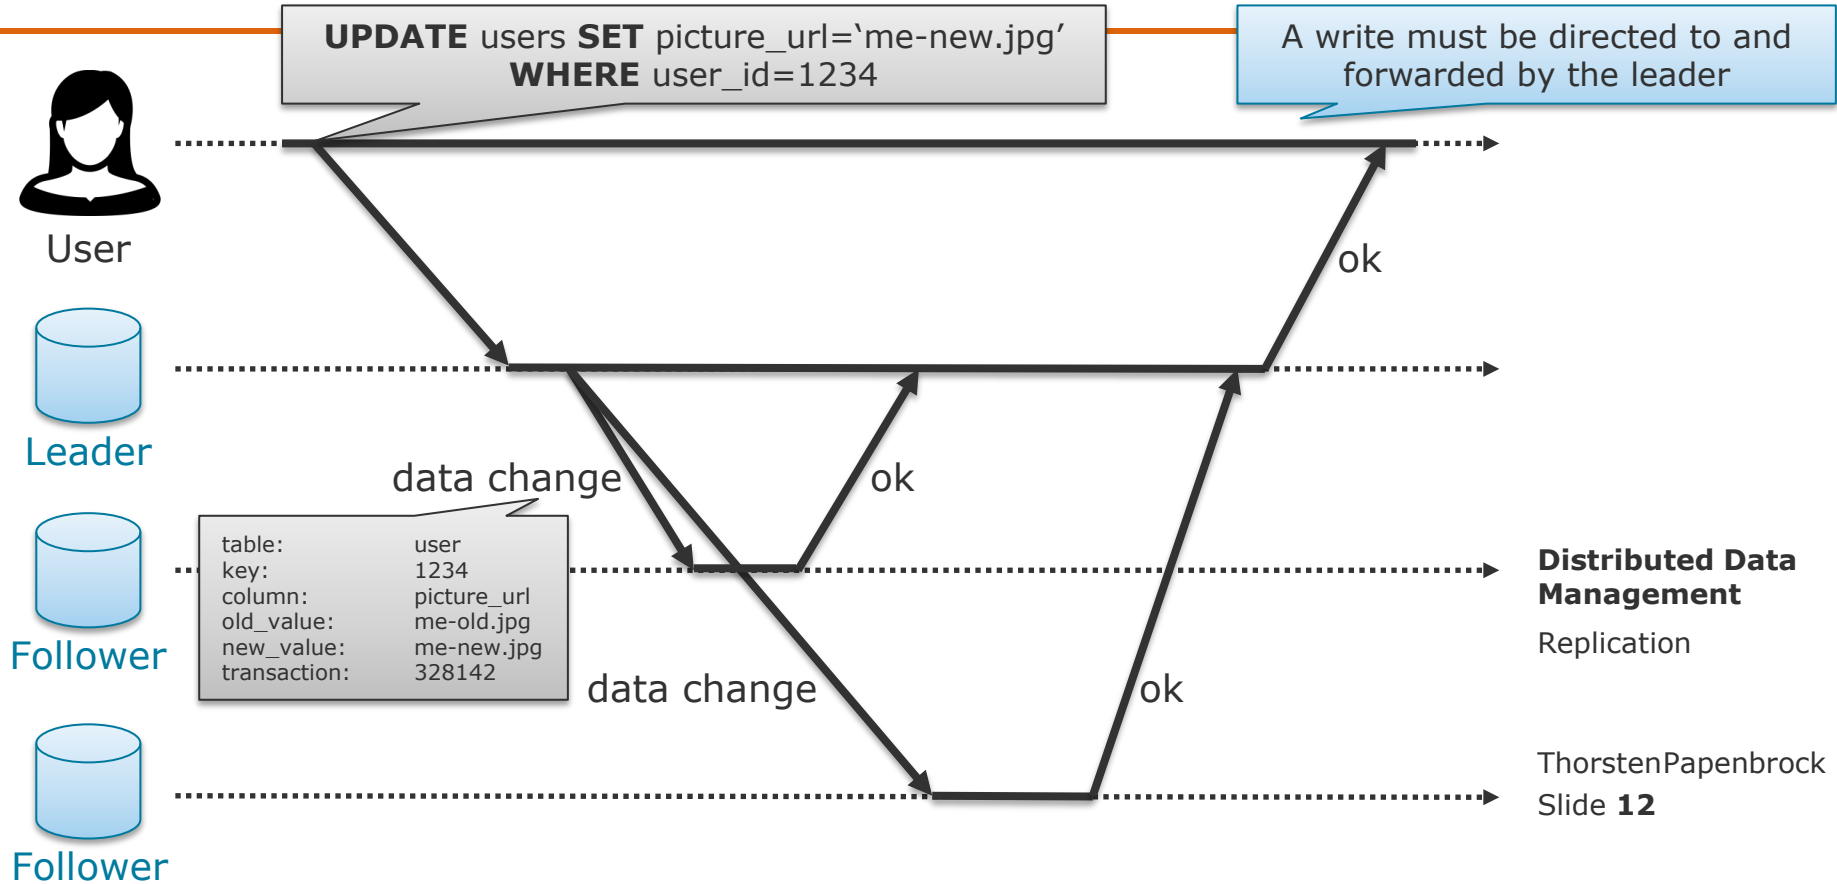 UPDATE users SET picture_url=‘me-new.jpg’
WHERE user_id=1234
A write must be directed to and
forwarded by the leader
User
ok
Leader
data change
ok
table: user
key: 1234
column: picture_url
old_value: me-old.jpg
new_value: me-new.jpg
transaction: 328142
Follower
data change
ok
Follower
Distributed Data
Management
Replication
ThorstenPapenbrock
Slide 12